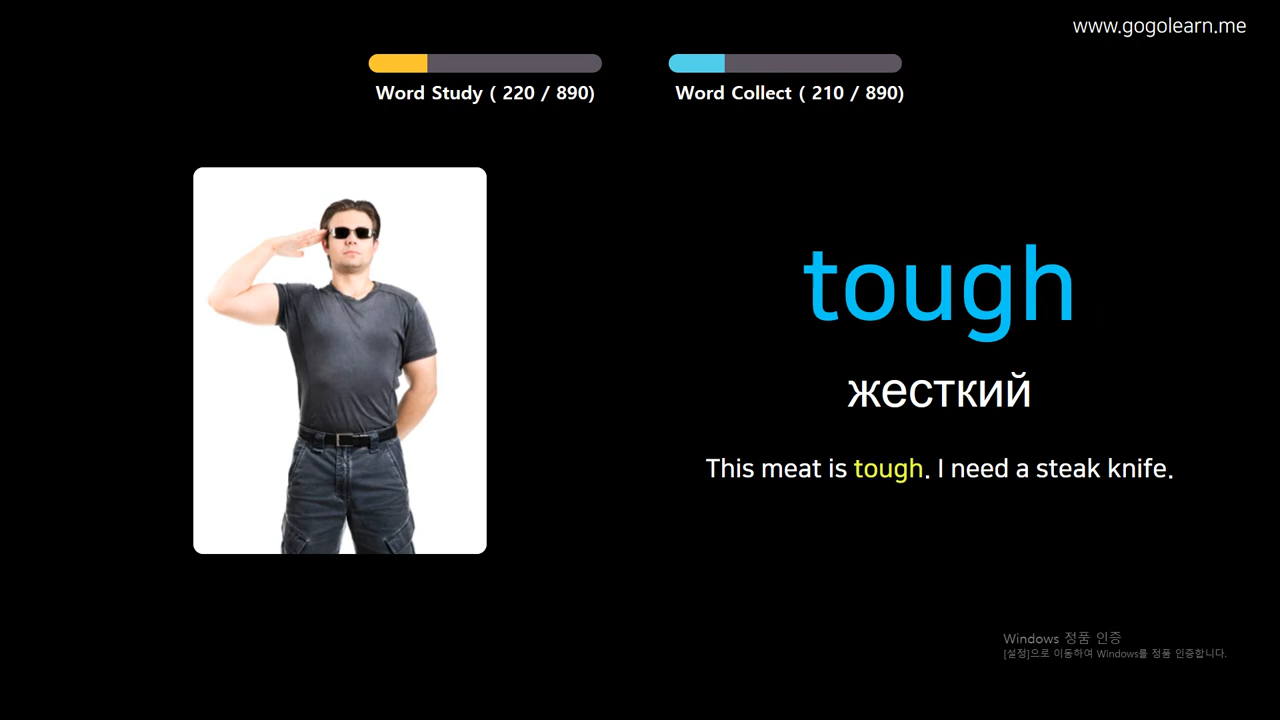 www.gogolearn.me
Word Study ( 220 / 890)
Word Collect ( 210 / 890)
tough
жесткий
This meat is tough. I need a steak knife.
Windows 정품 인증
[설정]으로 이동하여 Windows를 정품 인증합니다.